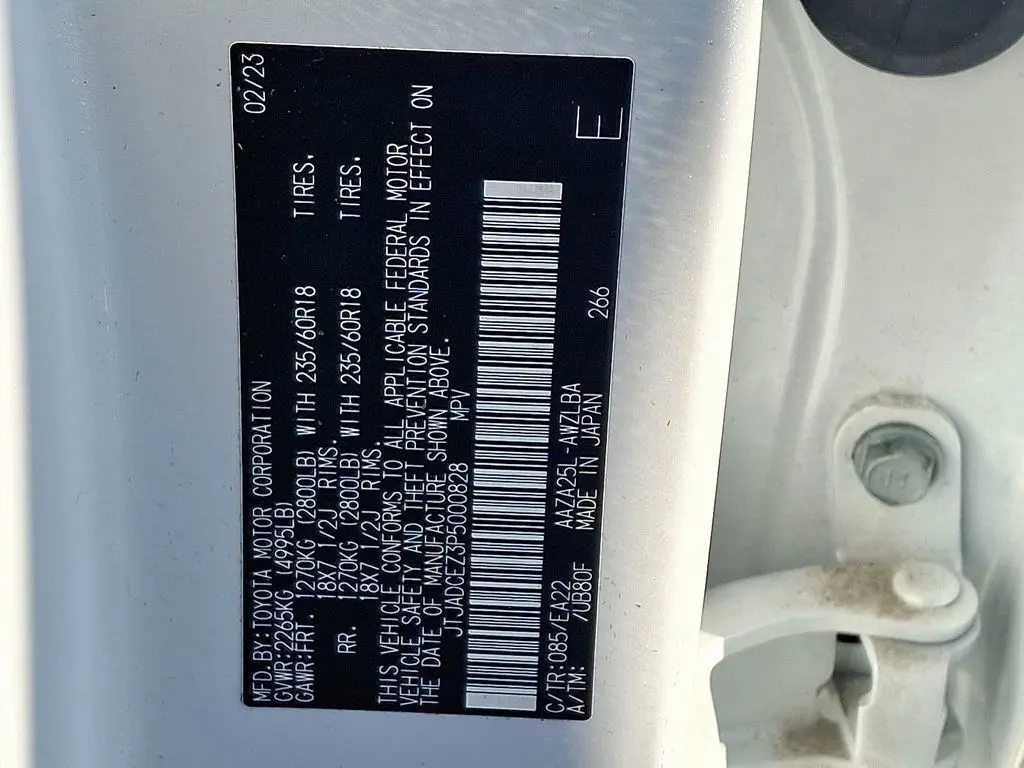 MFD.BY:TOYOTA MOTOR CORPORATION 02/23
GVWR:2265KG (4995LB)
GAWR:FRT. 1270KG (2800LB) WITH 235/60R18 TIRES.
18X7 1/2J RIMS.
RR. 1270KG (2800LB) WITH 235/60R18 TIRES.
18X7 1/2J RIMS.
THIS VEHICLE CONFORMS TO ALL APPLICABLE FEDERAL MOTOR
VEHICLE SAFETY AND THEFT PREVENTION STANDARDS IN EFFECT ON
THE DATE OF MANUFACTURE SHOWN ABOVE.
JTJADCEZ3P5000828 MPV
C/TR:085/EA22 AAZA25L-AWZLBA
A/TM: /UB80F MADE IN JAPAN
266
E